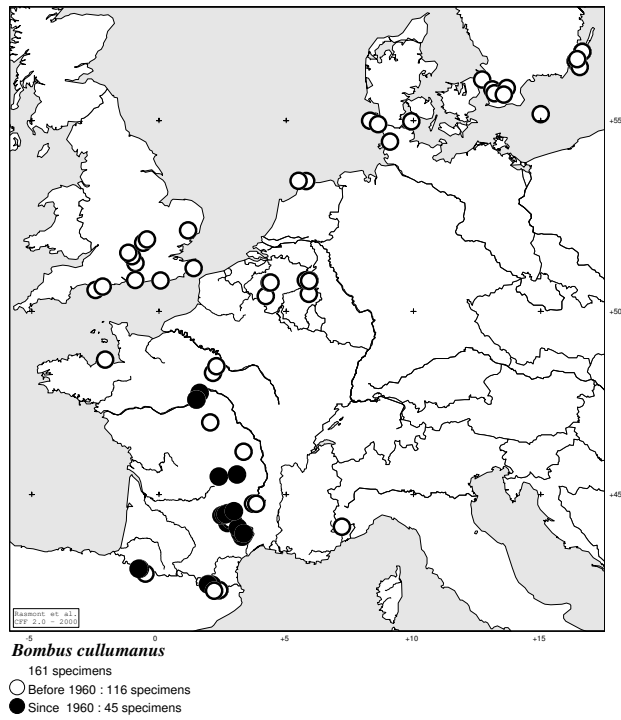 +55
+50
+45
Rasmont et al.
CFF 2.0 - 2000
-5 0 +5 +10 +15
Bombus cullumanus
161 specimens
Before 1960 : 116 specimens
Since 1960 : 45 specimens